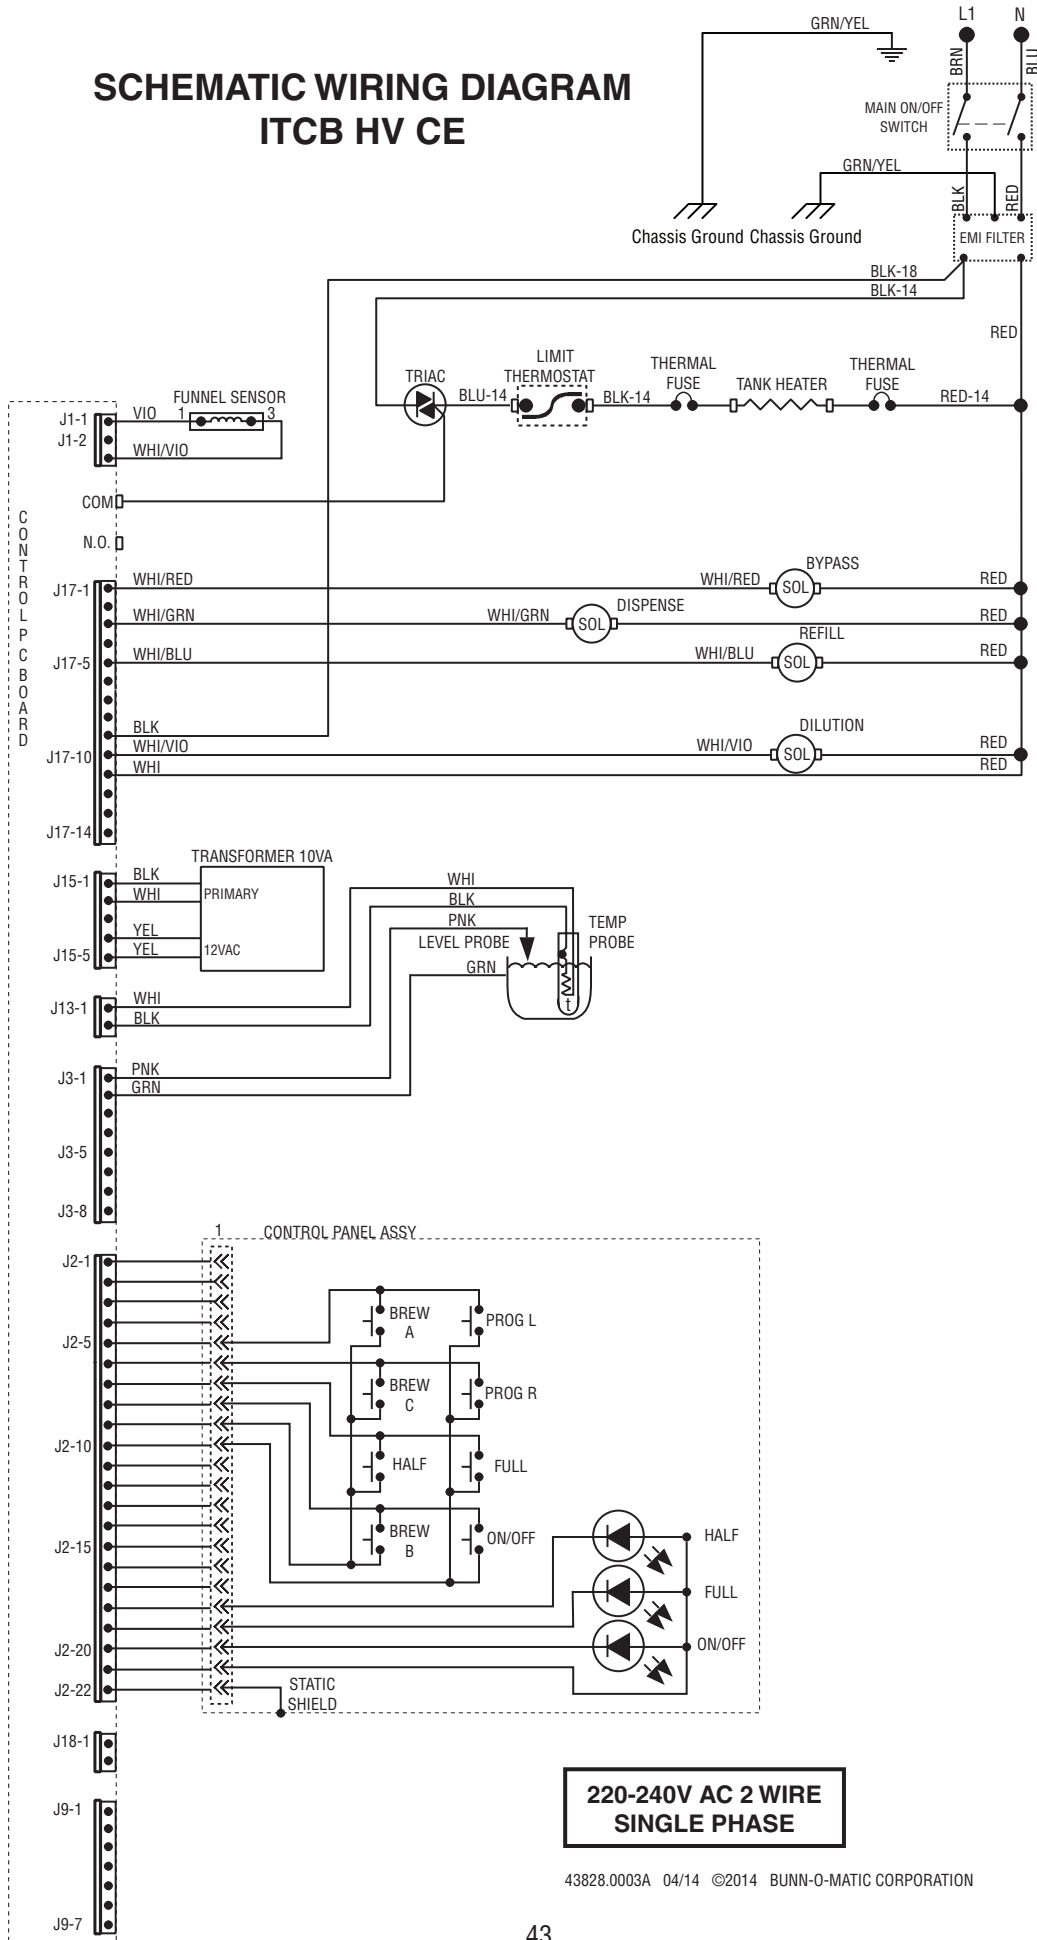 SCHEMATIC WIRING DIAGRAM
ITCB HV CE
L1
N
GRN/YEL
BRN
BLU
MAIN ON/OFF
SWITCH
GRN/YEL
BLK
RED
Chassis Ground
Chassis Ground
EMI FILTER
BLK-18
BLK-14
RED
TRIAC
BLU-14
LIMIT
THERMOSTAT
BLK-14
THERMAL
FUSE
TANK HEATER
THERMAL
FUSE
RED-14
FUNNEL SENSOR
J1-1
VIO
1
3
J1-2
WHI/VIO
COM
N.O.
CONTROL PC BOARD
J17-1
WHI/RED
WHI/RED
SOL
BYPASS
RED
WHI/GRN
WHI/GRN
SOL
DISPENSE
RED
J17-5
WHI/BLU
WHI/BLU
SOL
REFILL
RED
BLK
J17-10
WHI/VIO
WHI/VIO
SOL
DILUTION
RED
WHI
RED
J17-14
TRANSFORMER 10VA
J15-1
BLK
WHI
PRIMARY
YEL
J15-5
YEL
12VAC
WHI
BLK
PNK
LEVEL PROBE
TEMP
PROBE
GRN
t
J13-1
WHI
BLK
J3-1
PNK
GRN
J3-5
J3-8
1
CONTROL PANEL ASSY
J2-1
J2-5
BREW
A
PROG L
BREW
C
PROG R
J2-10
HALF
FULL
BREW
B
ON/OFF
J2-15
HALF
FULL
J2-20
ON/OFF
J2-22
STATIC
SHIELD
J18-1
J9-1
J9-7
220-240V AC 2 WIRE
SINGLE PHASE
43828.0003A 04/14 ©2014 BUNN-O-MATIC CORPORATION
43